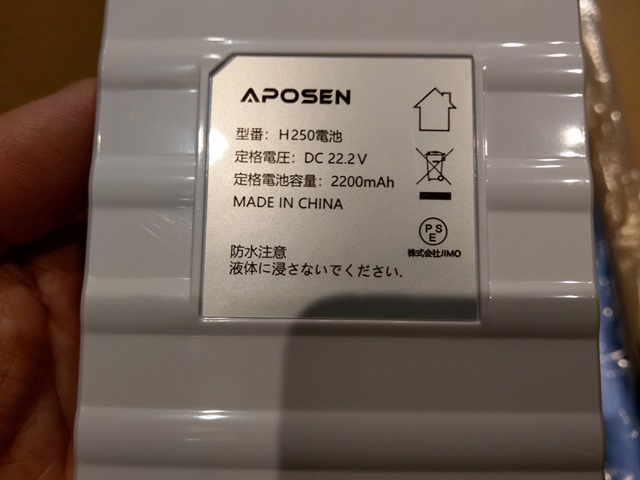 APOSEN
型番：H250電池
定格電圧：DC 22.2V
定格電池容量：2200mAh
MADE IN CHINA
防水注意
液体に浸さないでください.
PSE
株式会社JIMO